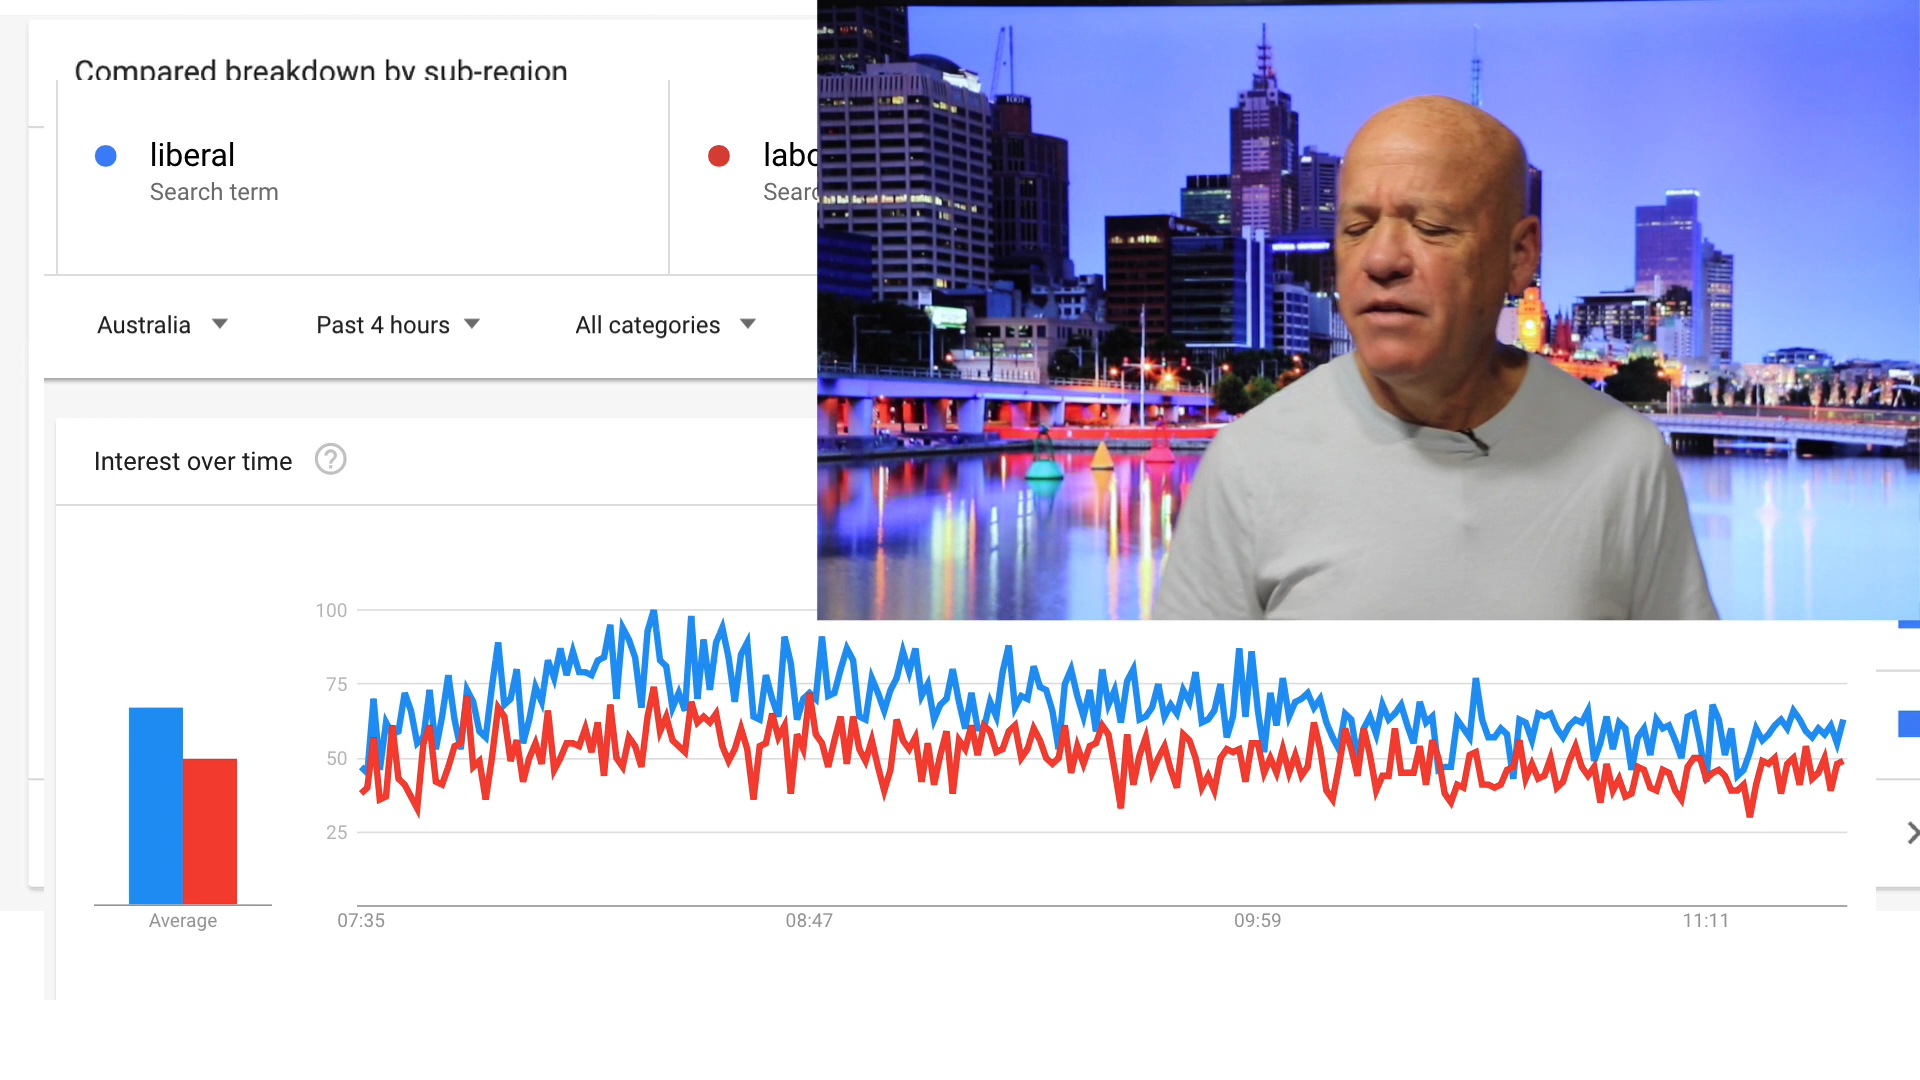 Compared breakdown by sub-region
liberal
Search term
Australia
Past 4 hours
All categories
Interest over time
?
100
75
50
25
Average
07:35
08:47
09:59
11:11